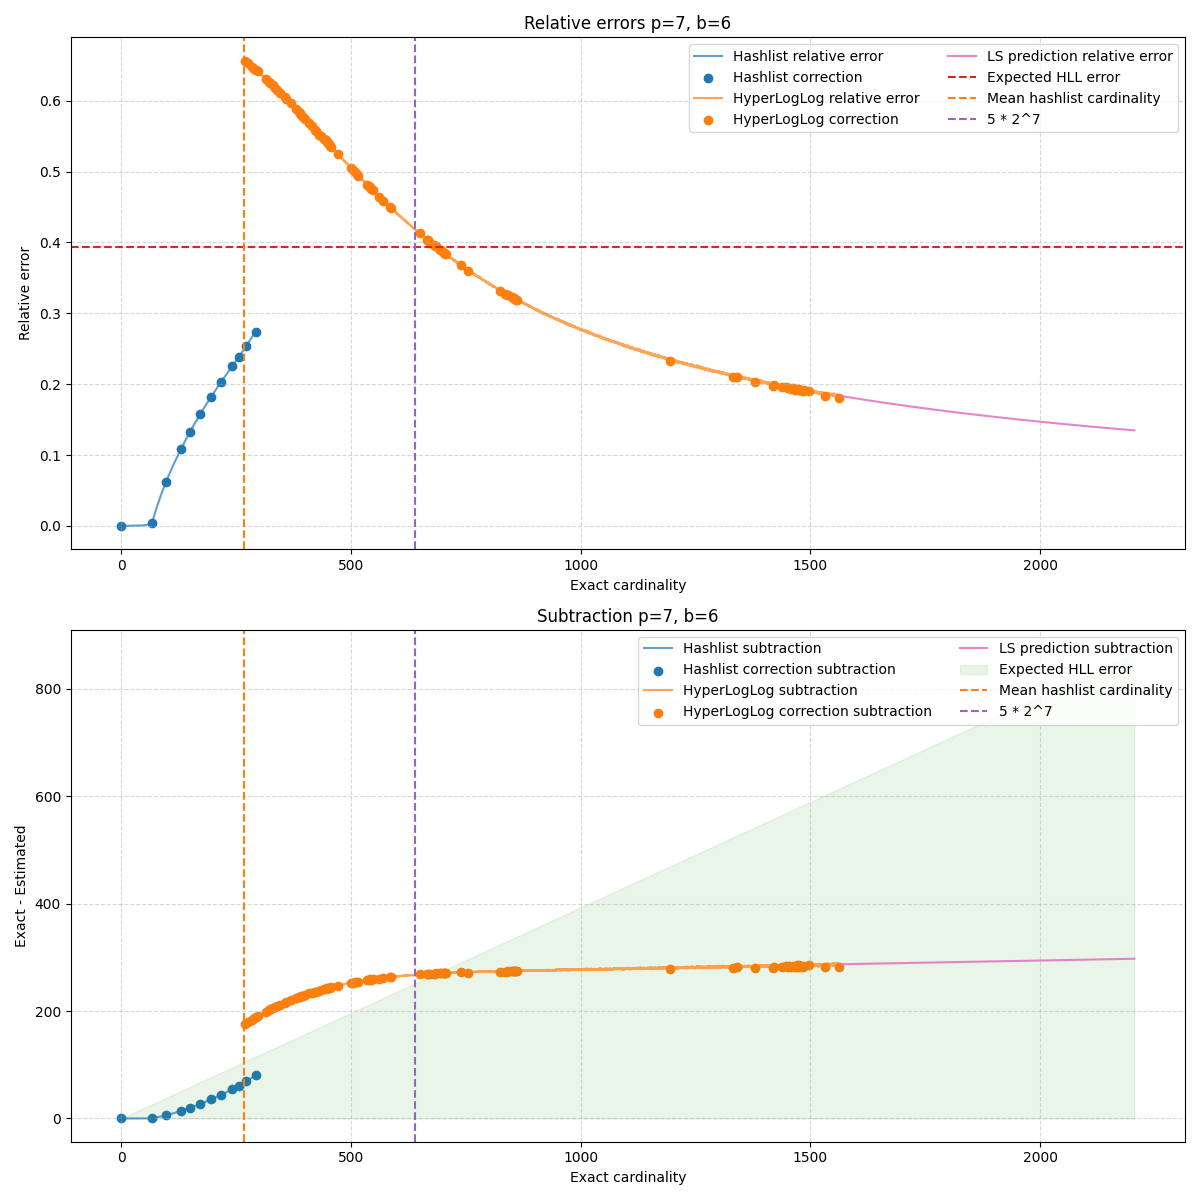 Relative errors p=7, b=6
Hashlist relative error
Hashlist correction
HyperLogLog relative error
HyperLogLog correction
LS prediction relative error
Expected HLL error
Mean hashlist cardinality
5 * 2^7
Relative error
0.6
0.5
0.4
0.3
0.2
0.1
0.0
0 500 1000 1500 2000
Exact cardinality
Subtraction p=7, b=6
Hashlist subtraction
Hashlist correction subtraction
HyperLogLog subtraction
HyperLogLog correction subtraction
LS prediction subtraction
Expected HLL error
Mean hashlist cardinality
5 * 2^7
Exact - Estimated
800
600
400
200
0
0 500 1000 1500 2000
Exact cardinality